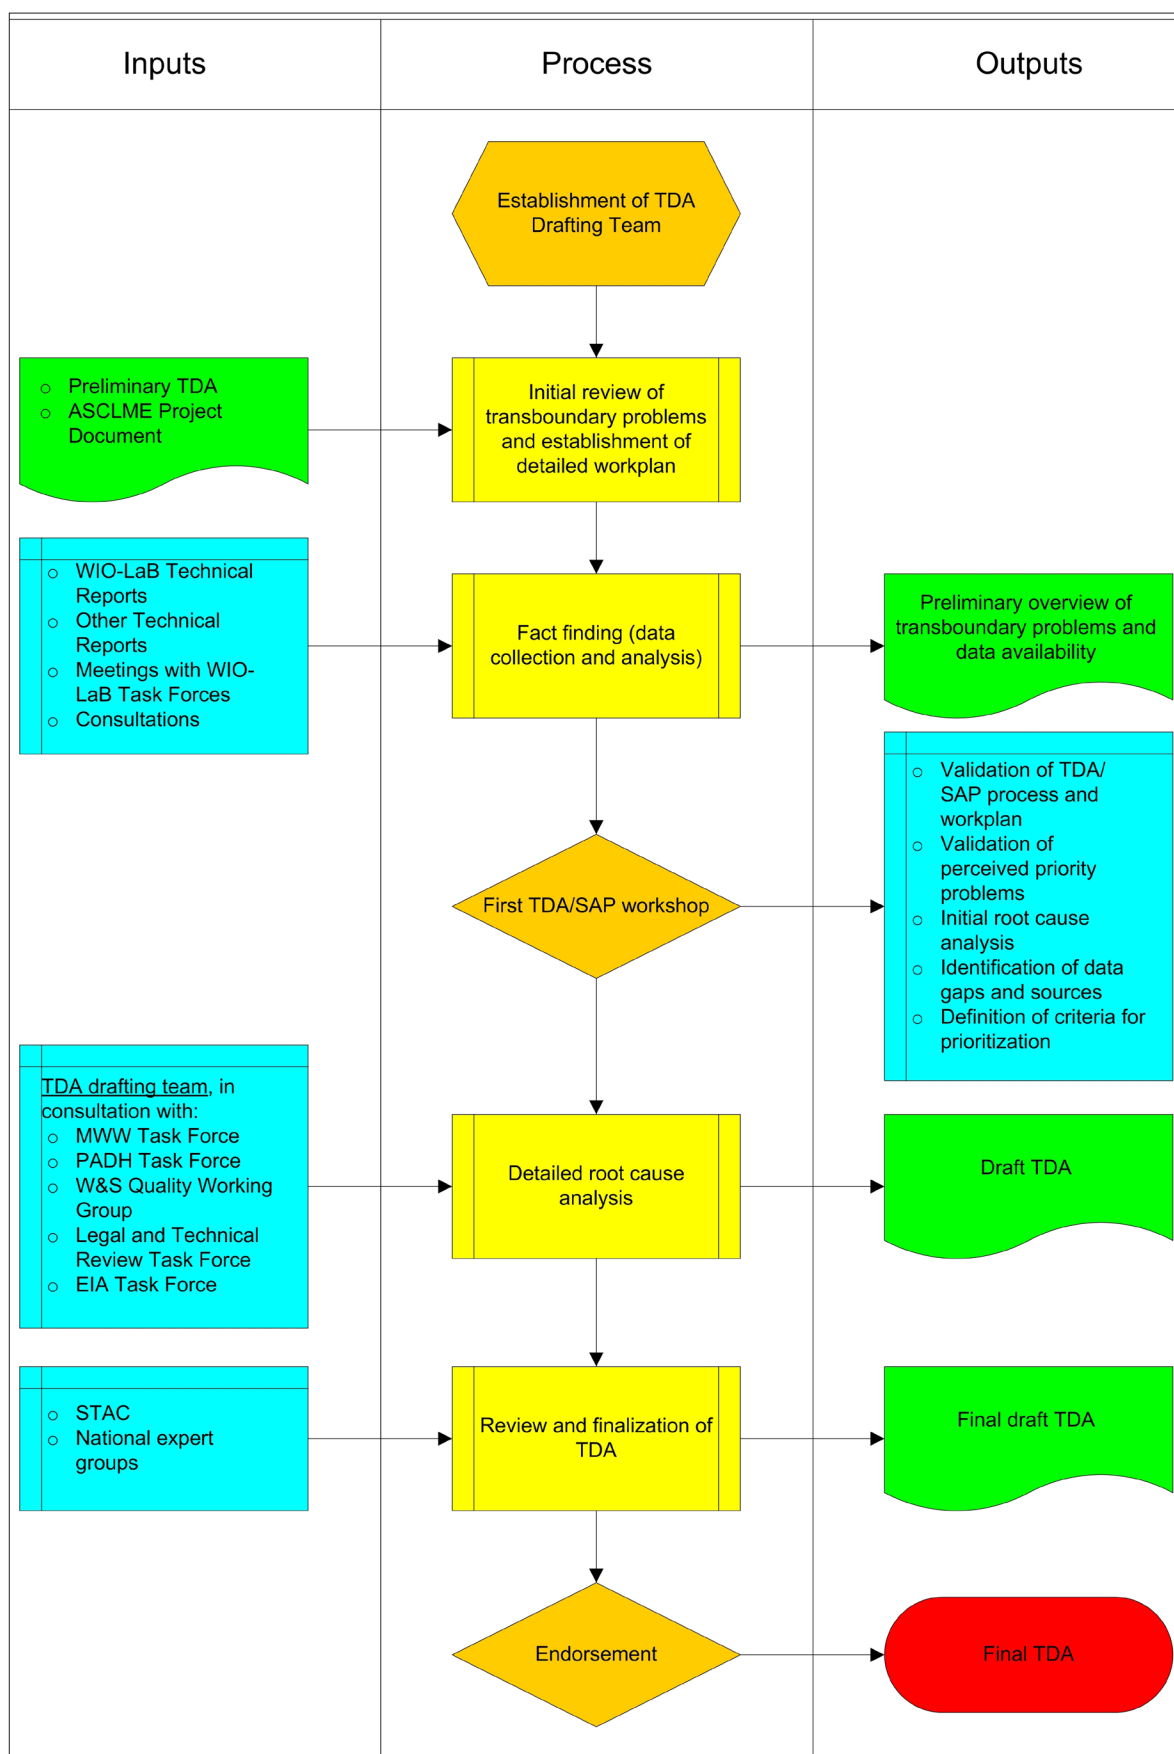 Inputs
Process
Outputs
Establishment of TDA
Drafting Team
○ Preliminary TDA
○ ASCLME Project
Document
Initial review of
transboundary problems
and establishment of
detailed workplan
○ WIO-LaB Technical
Reports
○ Other Technical
Reports
○ Meetings with WIO-
LaB Task Forces
○ Consultations
Fact finding (data
collection and analysis)
Preliminary overview of
transboundary problems and
data availability
First TDA/SAP workshop
○ Validation of TDA/
SAP process and
workplan
○ Validation of
perceived priority
problems
○ Initial root cause
analysis
○ Identification of data
gaps and sources
○ Definition of criteria for
prioritization
TDA drafting team, in
consultation with:
○ MWW Task Force
○ PADH Task Force
○ W&S Quality Working
Group
○ Legal and Technical
Review Task Force
○ EIA Task Force
Detailed root cause
analysis
Draft TDA
○ STAC
○ National expert
groups
Review and finalization of
TDA
Final draft TDA
Endorsement
Final TDA